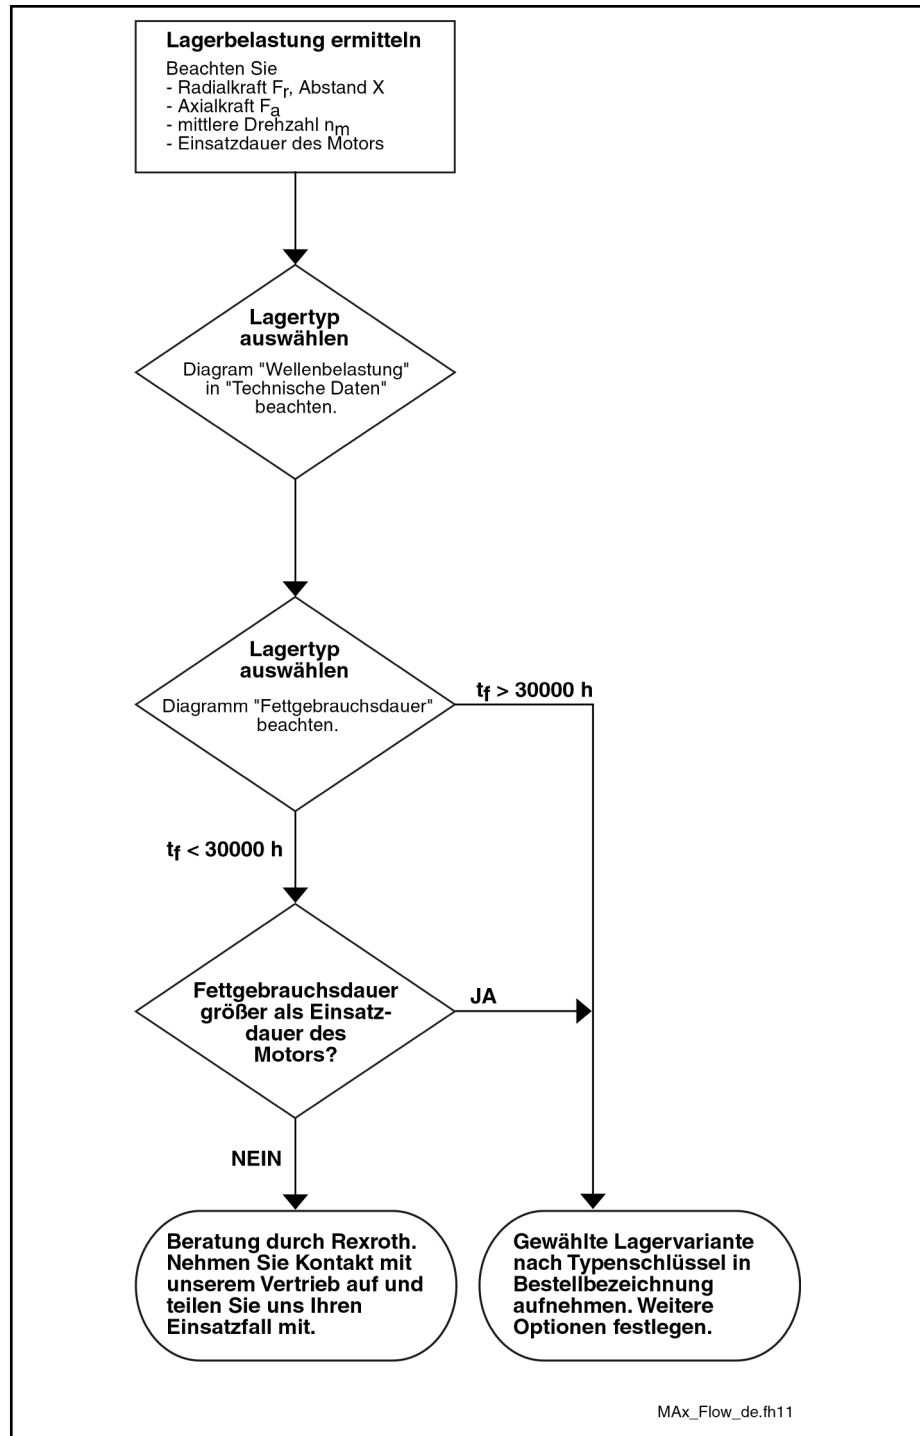 Lagerbelastung ermitteln
Beachten Sie
- Radialkraft Fr, Abstand X
- Axialkraft Fa
- mittlere Drehzahl nm
- Einsatzdauer des Motors
Lagertyp
auswählen
Diagram "Wellenbelastung"
in "Technische Daten"
beachten.
Lagertyp
auswählen
Diagramm "Fettgebrauchsdauer"
beachten.
tf > 30000 h
tf < 30000 h
Fettgebrauchsdauer
größer als Einsatz-
dauer des
Motors?
JA
NEIN
Beratung durch Rexroth.
Nehmen Sie Kontakt mit
unserem Vertrieb auf und
teilen Sie uns Ihren
Einsatzfall mit.
Gewählte Lagervariante
nach Typenschlüssel in
Bestellbezeichnung
aufnehmen. Weitere
Optionen festlegen.
MAx_Flow_de.fh11